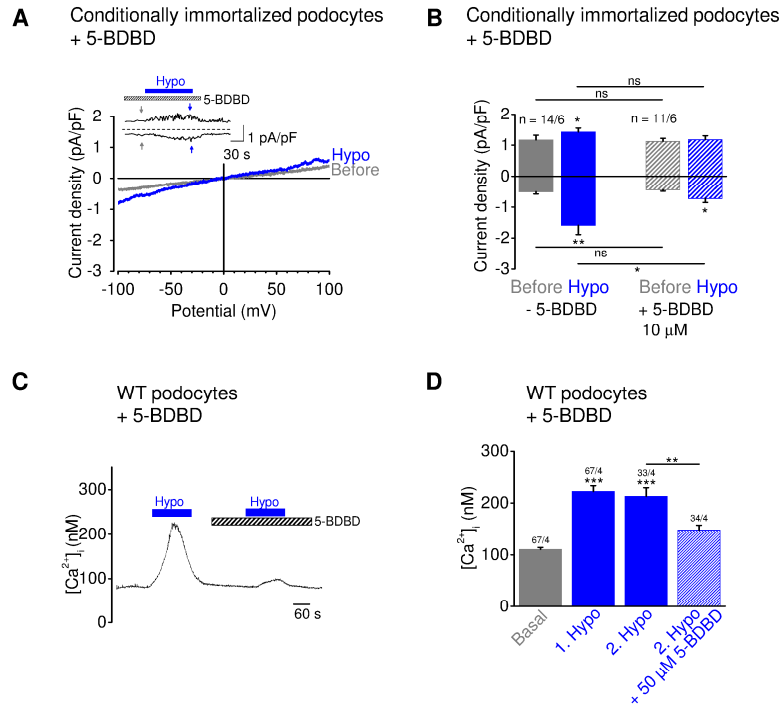 A
Conditionally immortalized podocytes
+ 5-BDBD
Hypo
5-BDBD
1 pA/pF
30 s
Hypo
Before
Current density (pA/pF)
2
1
0
-1
-2
-3
-100
-50
0
50
100
Potential (mV)
B
Conditionally immortalized podocytes
+ 5-BDBD
ns
ns
n = 14/6
n = 11/6
*
Current density (pA/pF)
2
1
0
-1
-2
-3
**
*
ns
*
Before Hypo
Before Hypo
- 5-BDBD
+ 5-BDBD
10 µM
C
WT podocytes
+ 5-BDBD
[Ca2+]i (nM)
300
200
100
0
Hypo
Hypo
5-BDBD
60 s
D
WT podocytes
+ 5-BDBD
[Ca2+]i (nM)
300
200
100
0
67/4
67/4
***
33/4
***
**
34/4
Basal
1. Hypo
2. Hypo
2. Hypo
+ 50 µM 5-BDBD